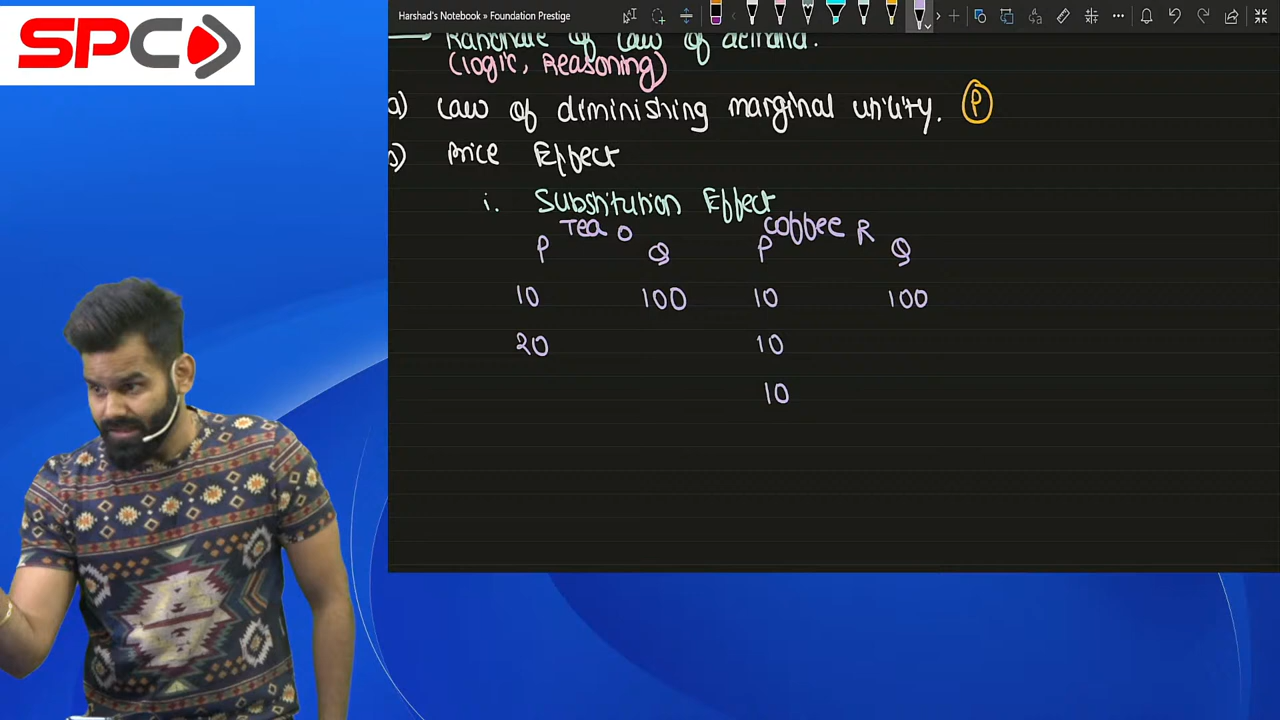 SPC
Harshad's Notebook » Foundation Prestige
Rationale of Law of demand.
(logic, Reasoning)
a) Law of diminishing marginal utility. P
b) Price Effect
i. Substitution Effect
Tea O Coffee R
P Q P Q
10 100 10 100
20 10
10